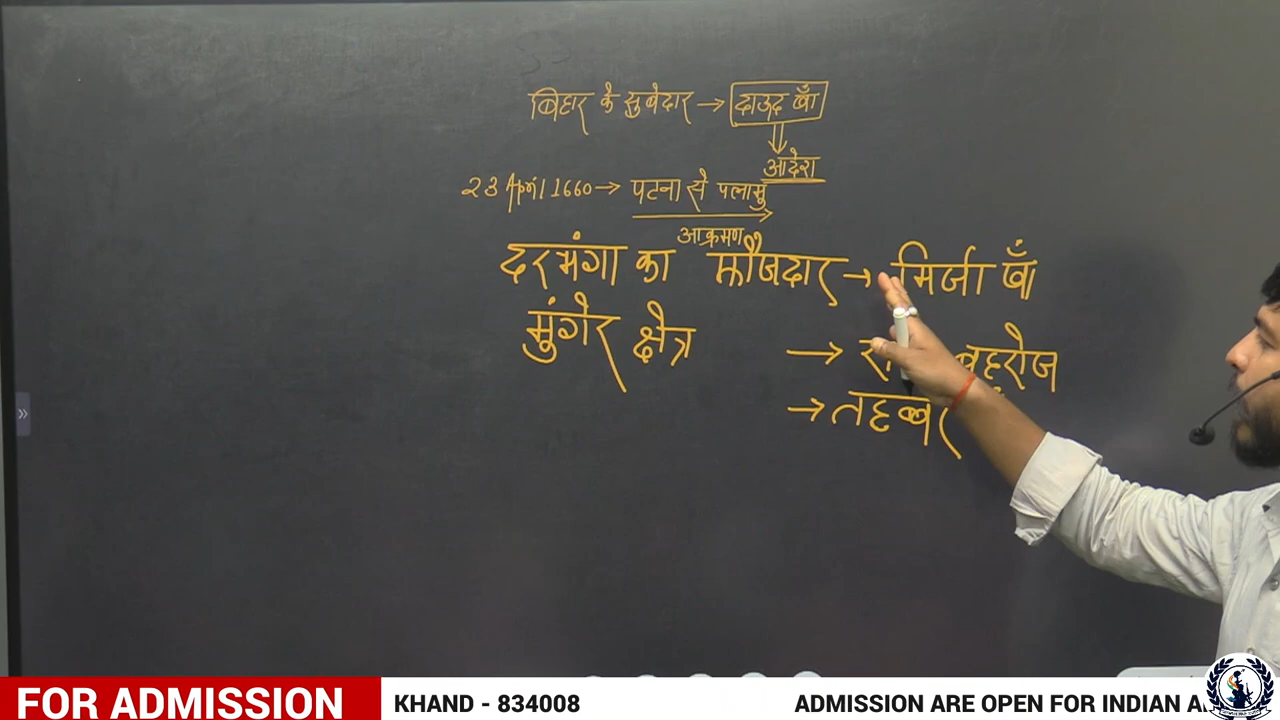 बिहार के सुबेदार → दाऊद खाँ
आदेश
23 April 1660 → पटना से पलामु
आक्रमण
दरभंगा का फौजदार → मिर्जा खाँ
मुंगेर क्षेत्र
→ बहरोज
→ तहब्बर
FOR ADMISSION
KHAND - 834008
ADMISSION ARE OPEN FOR INDIAN